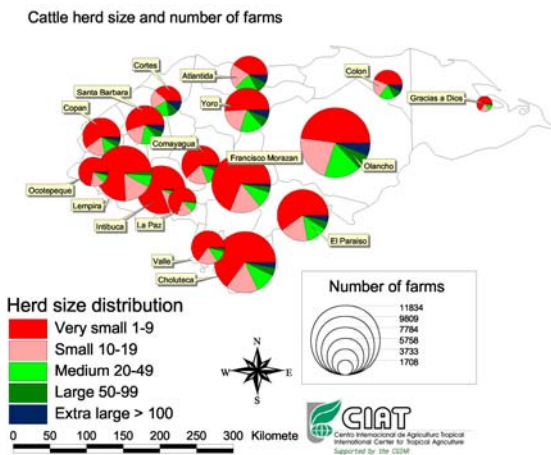 Cattle herd size and number of farms
Cortes
Atlantida
Colon
Santa Barbara
Gracias a Dios
Copan
Yoro
Comayagua
Francisco Morazan
Olancho
Ocotepeque
Lempira
La Paz
Intibuca
El Paraiso
Valle
Choluteca
Number of farms
11834
9809
7784
5758
3733
1708
Herd size distribution
Very small 1-9
Small 10-19
Medium 20-49
Large 50-99
Extra large > 100
N
W E
S
0 50 100 150 200 250 300 Kilomete
CIAT
Centro Internacional de Agricultura Tropical
International Center for Tropical Agriculture
Supported by the CGIAR